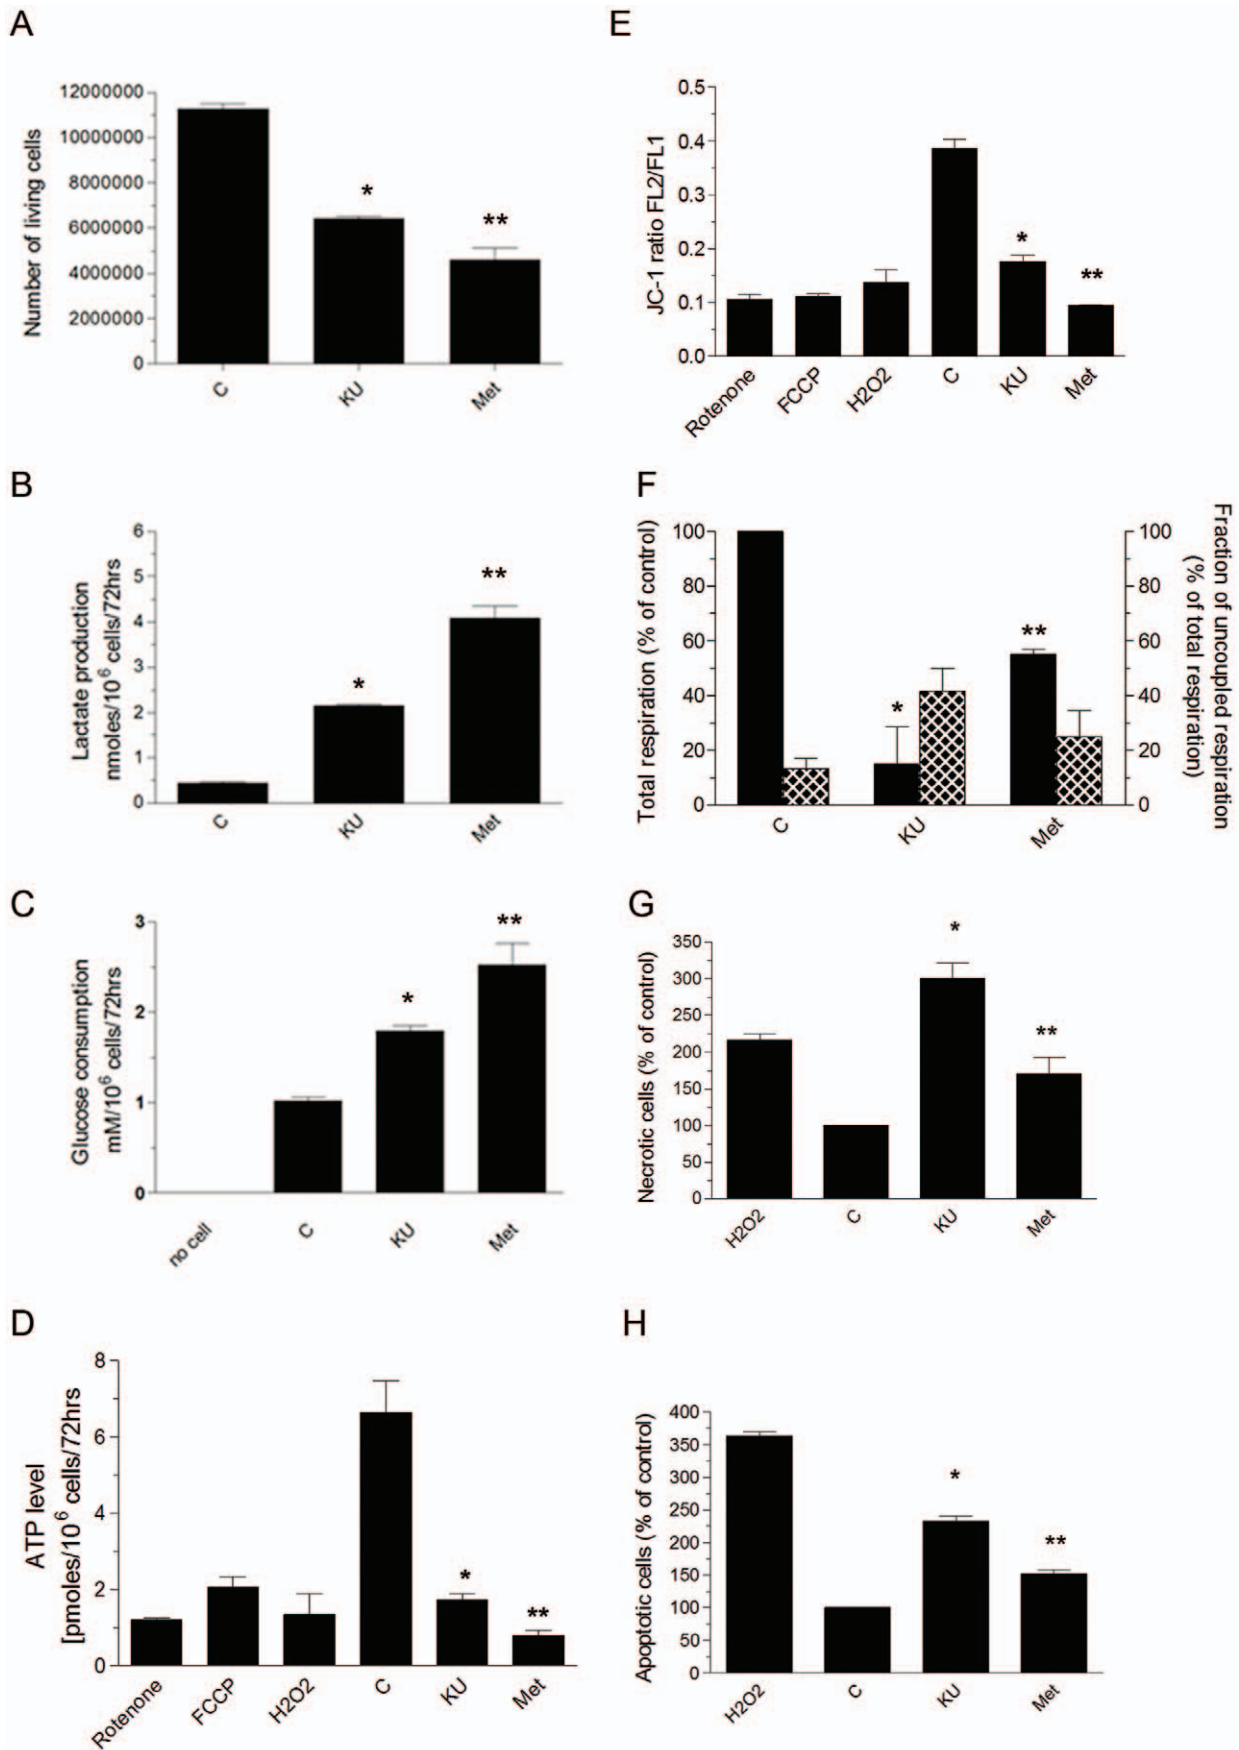 A
Number of living cells
12000000
10000000
8000000
6000000
4000000
2000000
0
*
**
C
KU
Met
B
Lactate production
nmoles/10^6 cells/72hrs
6
5
4
3
2
1
0
*
**
C
KU
Met
C
Glucose consumption
mM/10^6 cells/72hrs
3
2
1
0
*
**
no cell
C
KU
Met
D
ATP level
[pmoles/10^6 cells/72hrs
8
6
4
2
0
*
**
Rotenone
FCCP
H2O2
C
KU
Met
E
JC-1 ratio FL2/FL1
0.5
0.4
0.3
0.2
0.1
0.0
*
**
Rotenone
FCCP
H2O2
C
KU
Met
F
Total respiration (% of control)
100
80
60
40
20
0
*
**
100
80
60
40
20
0
Fraction of uncoupled respiration
(% of total respiration)
C
KU
Met
G
Necrotic cells (% of control)
350
300
250
200
150
100
50
0
*
**
H2O2
C
KU
Met
H
Apoptotic cells (% of control)
400
350
300
250
200
150
100
50
0
*
**
H2O2
C
KU
Met